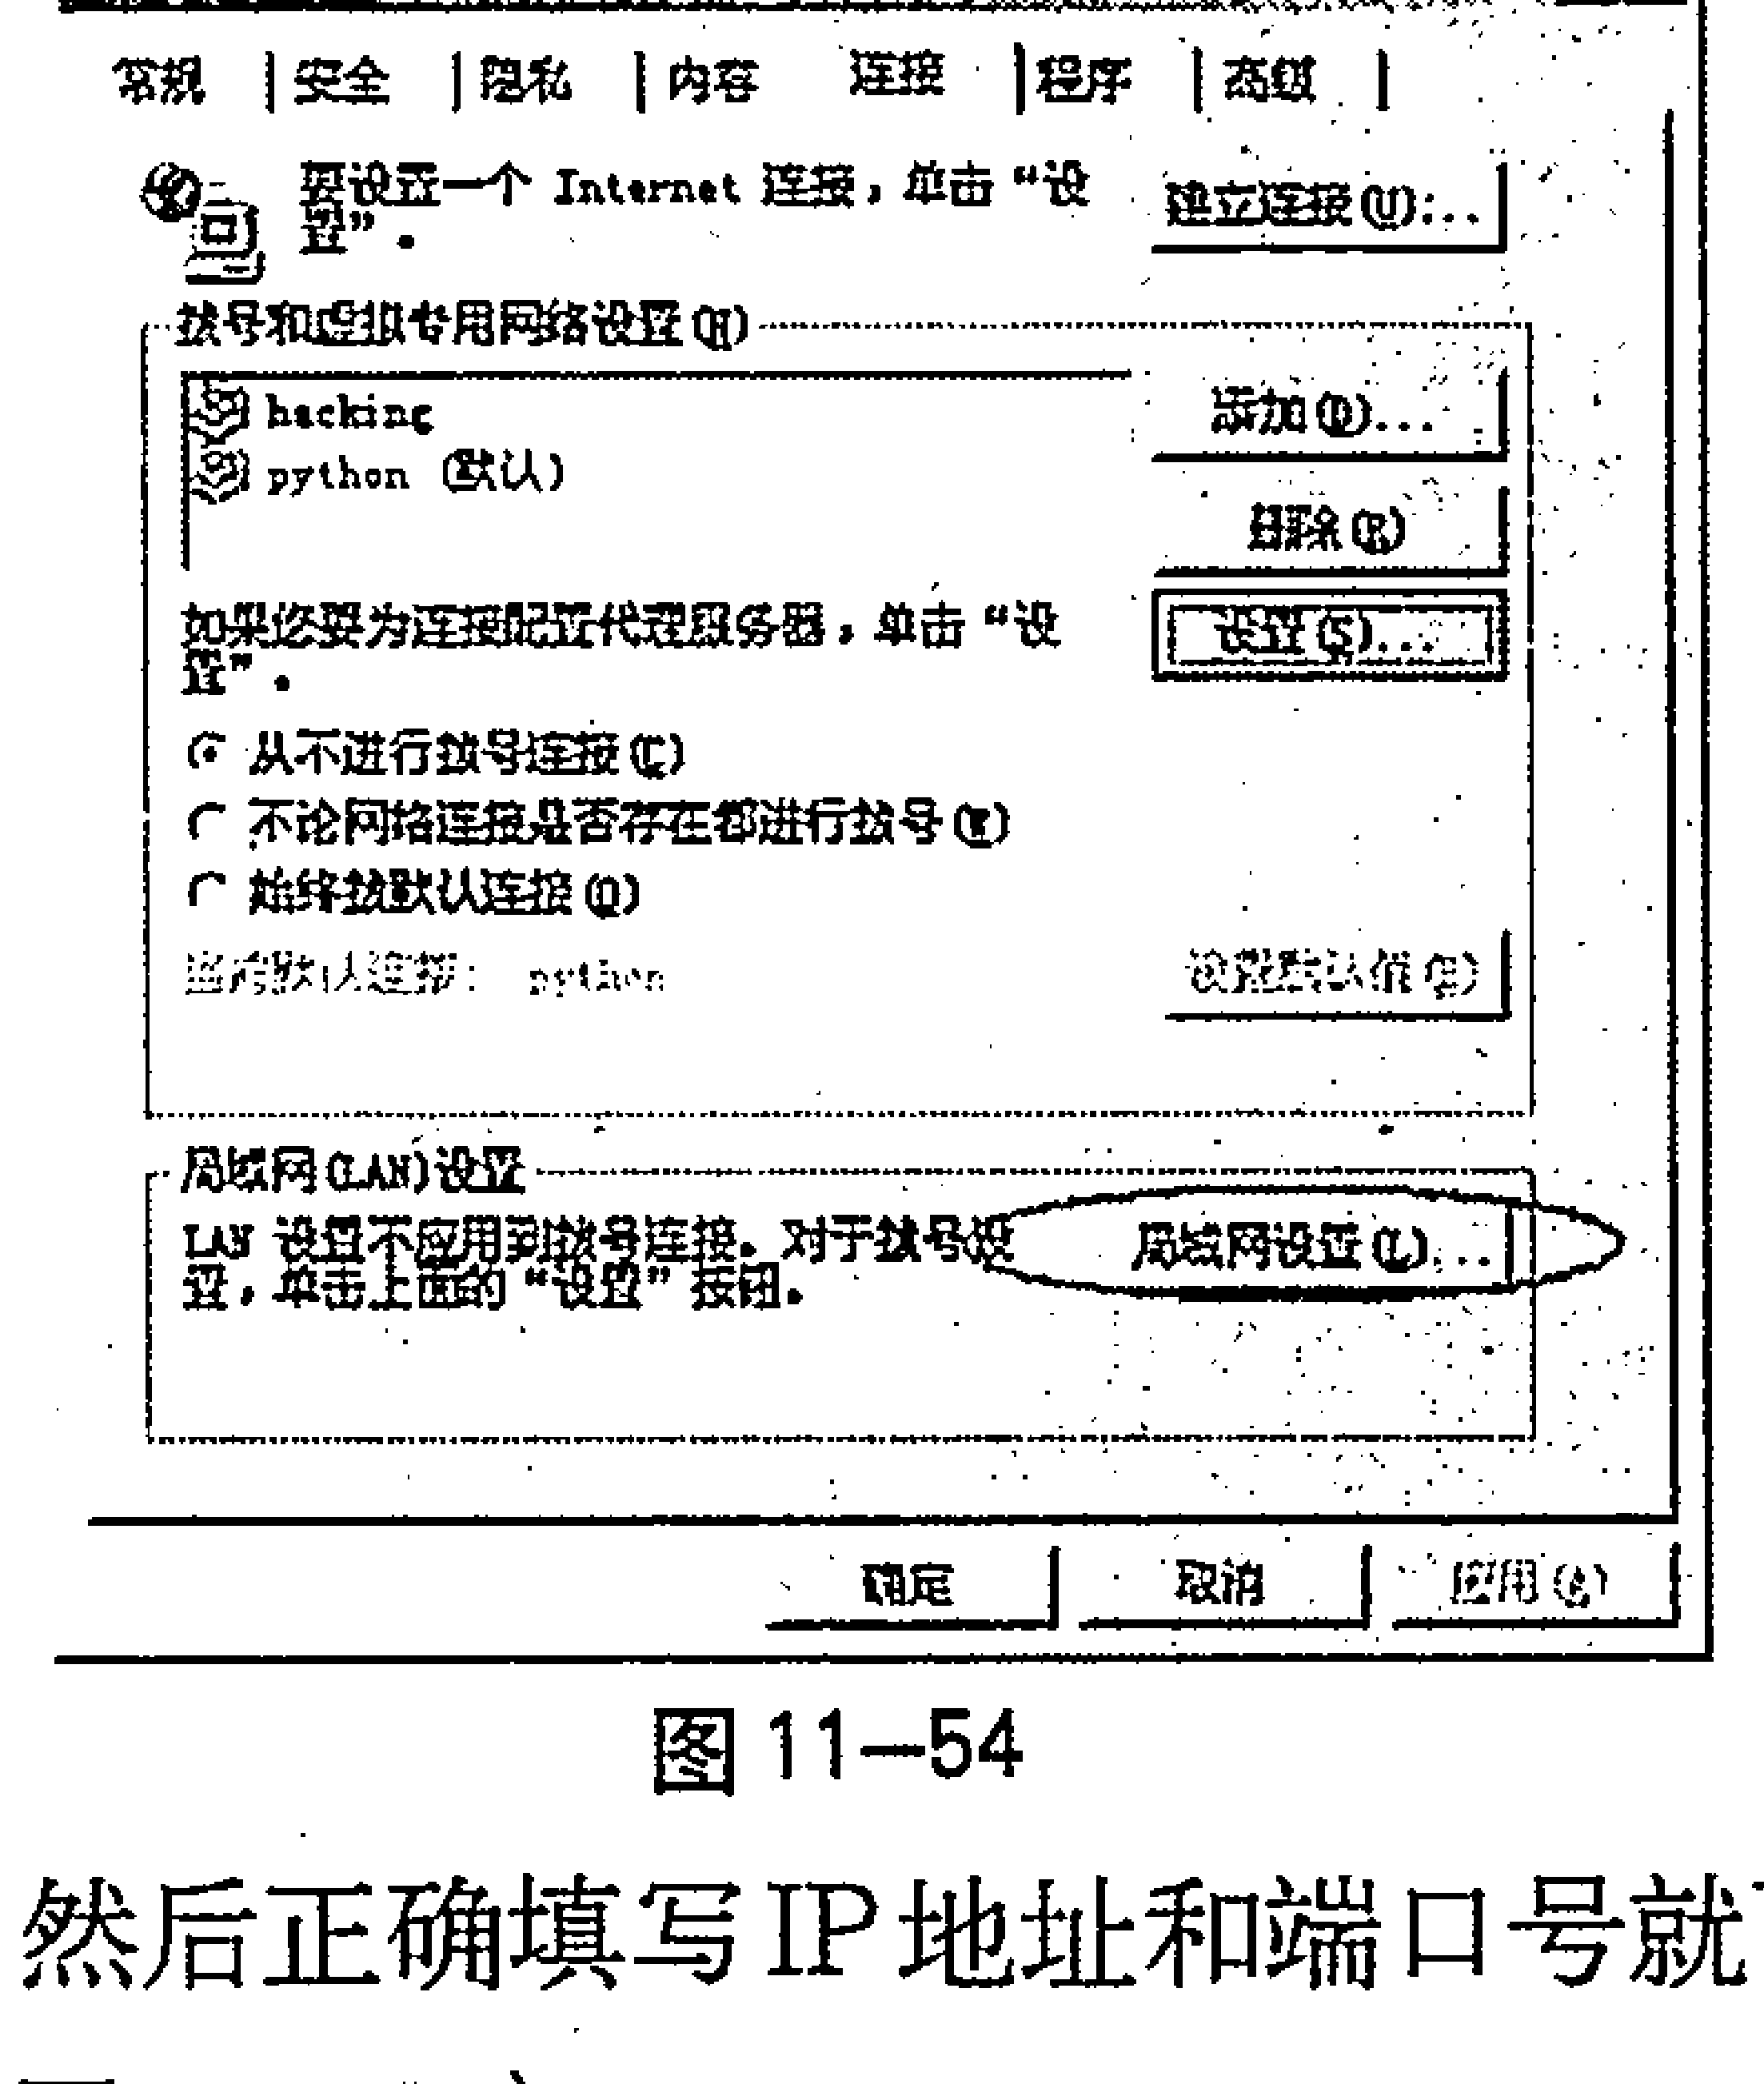 常规 安全 隐私 内容 连接 程序 高级
要设置一个 Internet 连接，单击“设
置”。
建立连接(U)...
拨号和虚拟专用网络设置(N)
hacking
python (默认)
添加(D)...
删除(R)
如果您要为连接配置代理服务器，单击“设
置”。
设置(S)...
从不进行拨号连接(C)
不论网络连接是否存在都进行拨号(W)
始终拨默认连接(O)
当前默认连接： python
设置默认值(E)
局域网(LAN)设置
LAN 设置不应用到拨号连接。对于拨号设
置，单击上面的“设置”按钮。
局域网设置(L)...
确定 取消 应用(A)
图 11—54
然后正确填写IP地址和端口号就